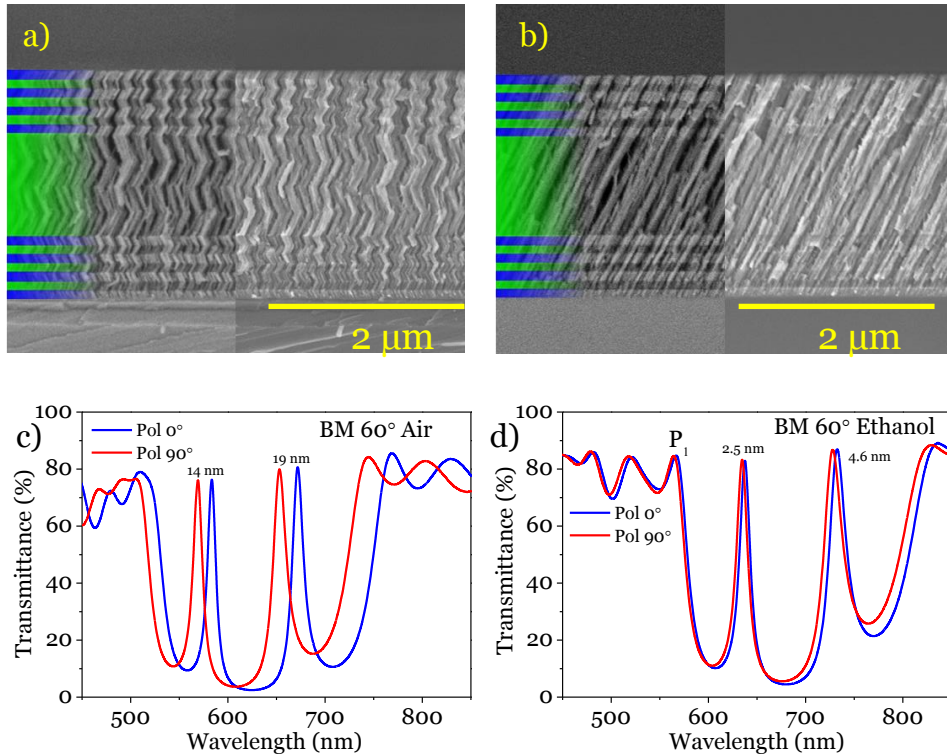 a)
2 µm
b)
2 µm
c)
Pol 0°
Pol 90°
BM 60° Air
14 nm
19 nm
100
80
60
40
20
0
Transmittance (%)
500
600
700
800
Wavelength (nm)
d)
P1
2.5 nm
BM 60° Ethanol
4.6 nm
Pol 0°
Pol 90°
100
80
60
40
20
0
Transmittance (%)
500
600
700
800
Wavelength (nm)